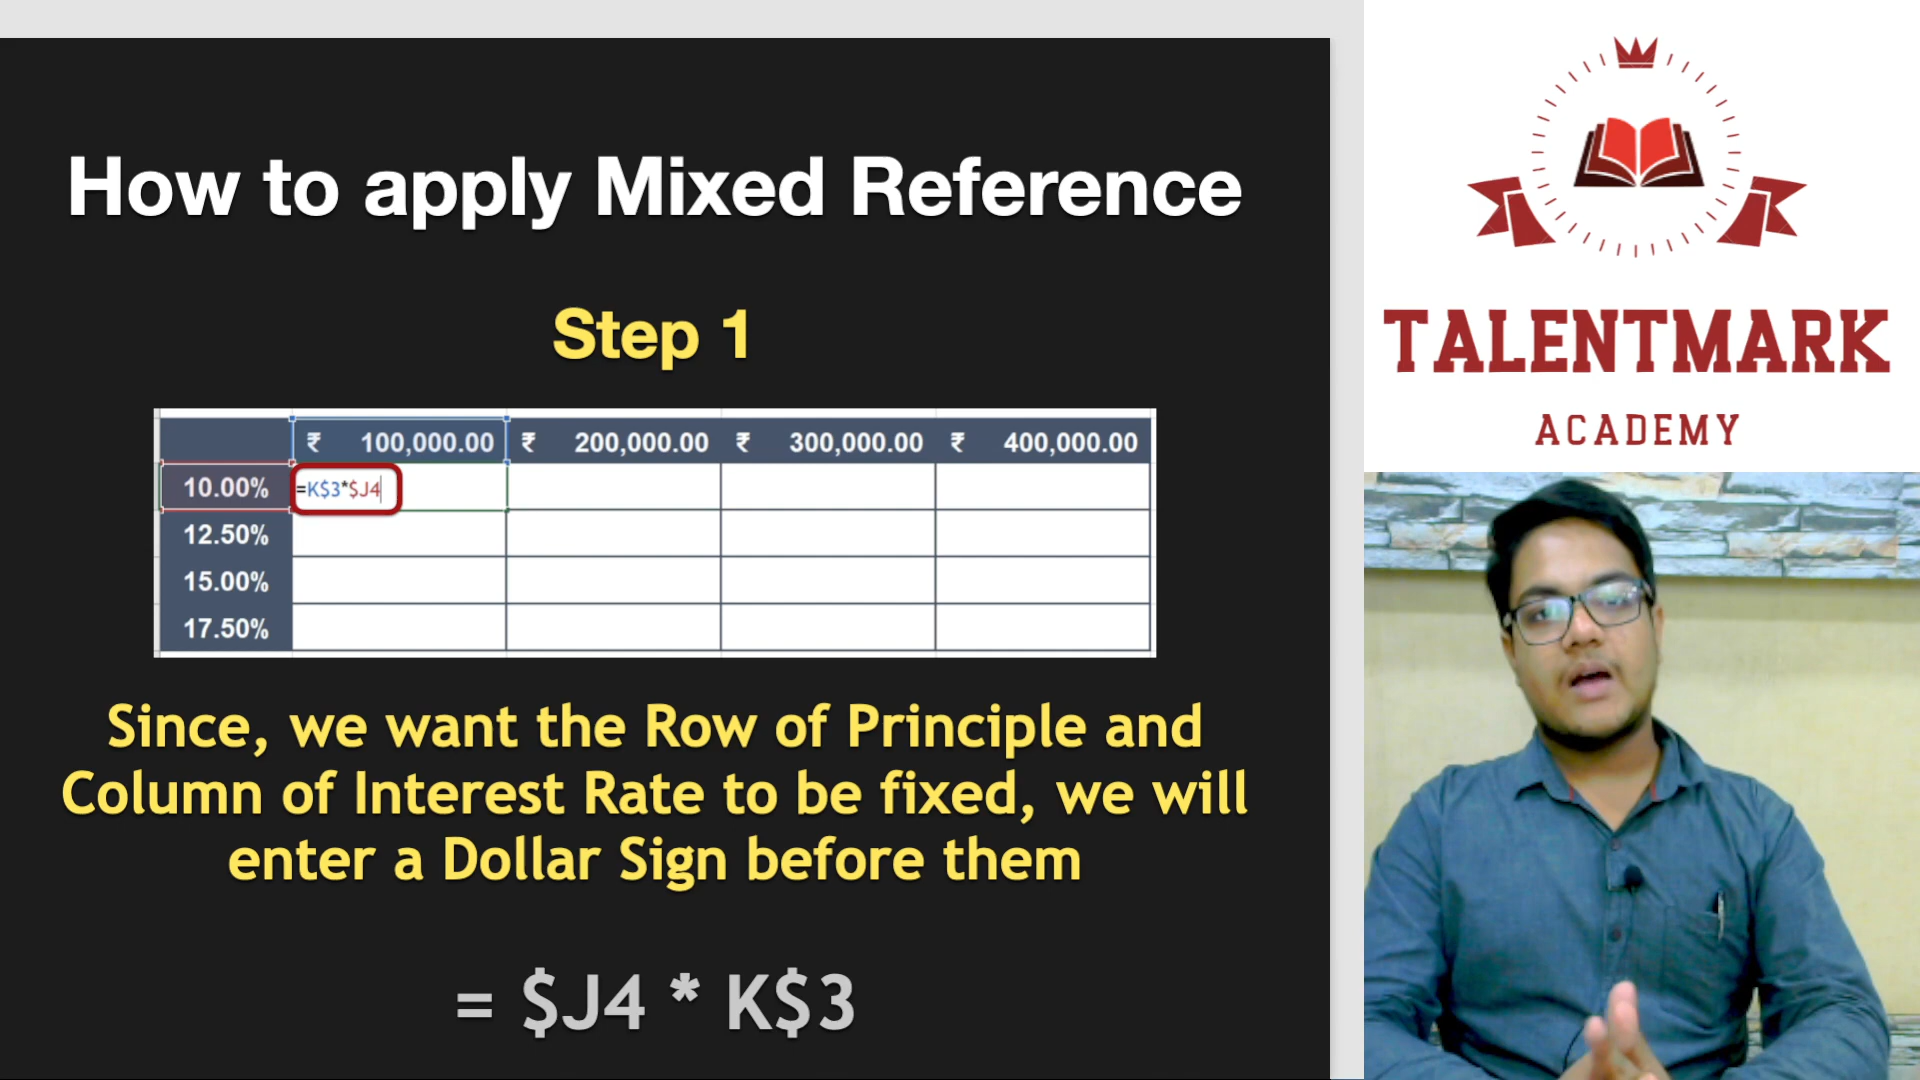 How to apply Mixed Reference
Step 1
₹ 100,000.00 ₹ 200,000.00 ₹ 300,000.00 ₹ 400,000.00
10.00% =K$3*$J4
12.50%
15.00%
17.50%
Since, we want the Row of Principle and
Column of Interest Rate to be fixed, we will
enter a Dollar Sign before them
= $J4 * K$3
TALENTMARK
ACADEMY